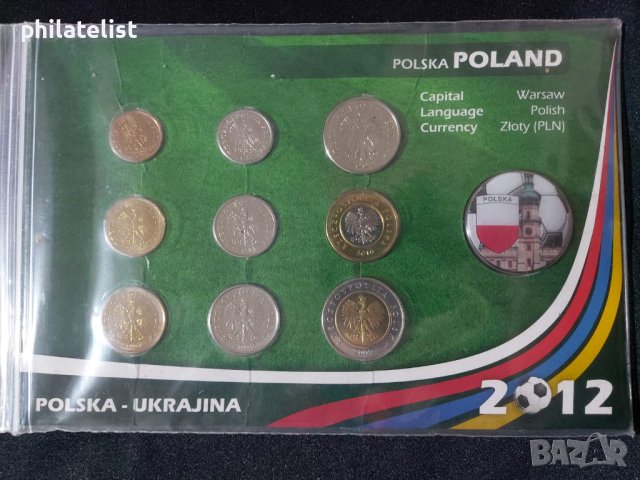 philatelist
POLSKA POLAND
Capital Warsaw
Language Polish
Currency Złoty (PLN)
POLSKA
POLSKA - UKRAJINA
2012
BAZAR